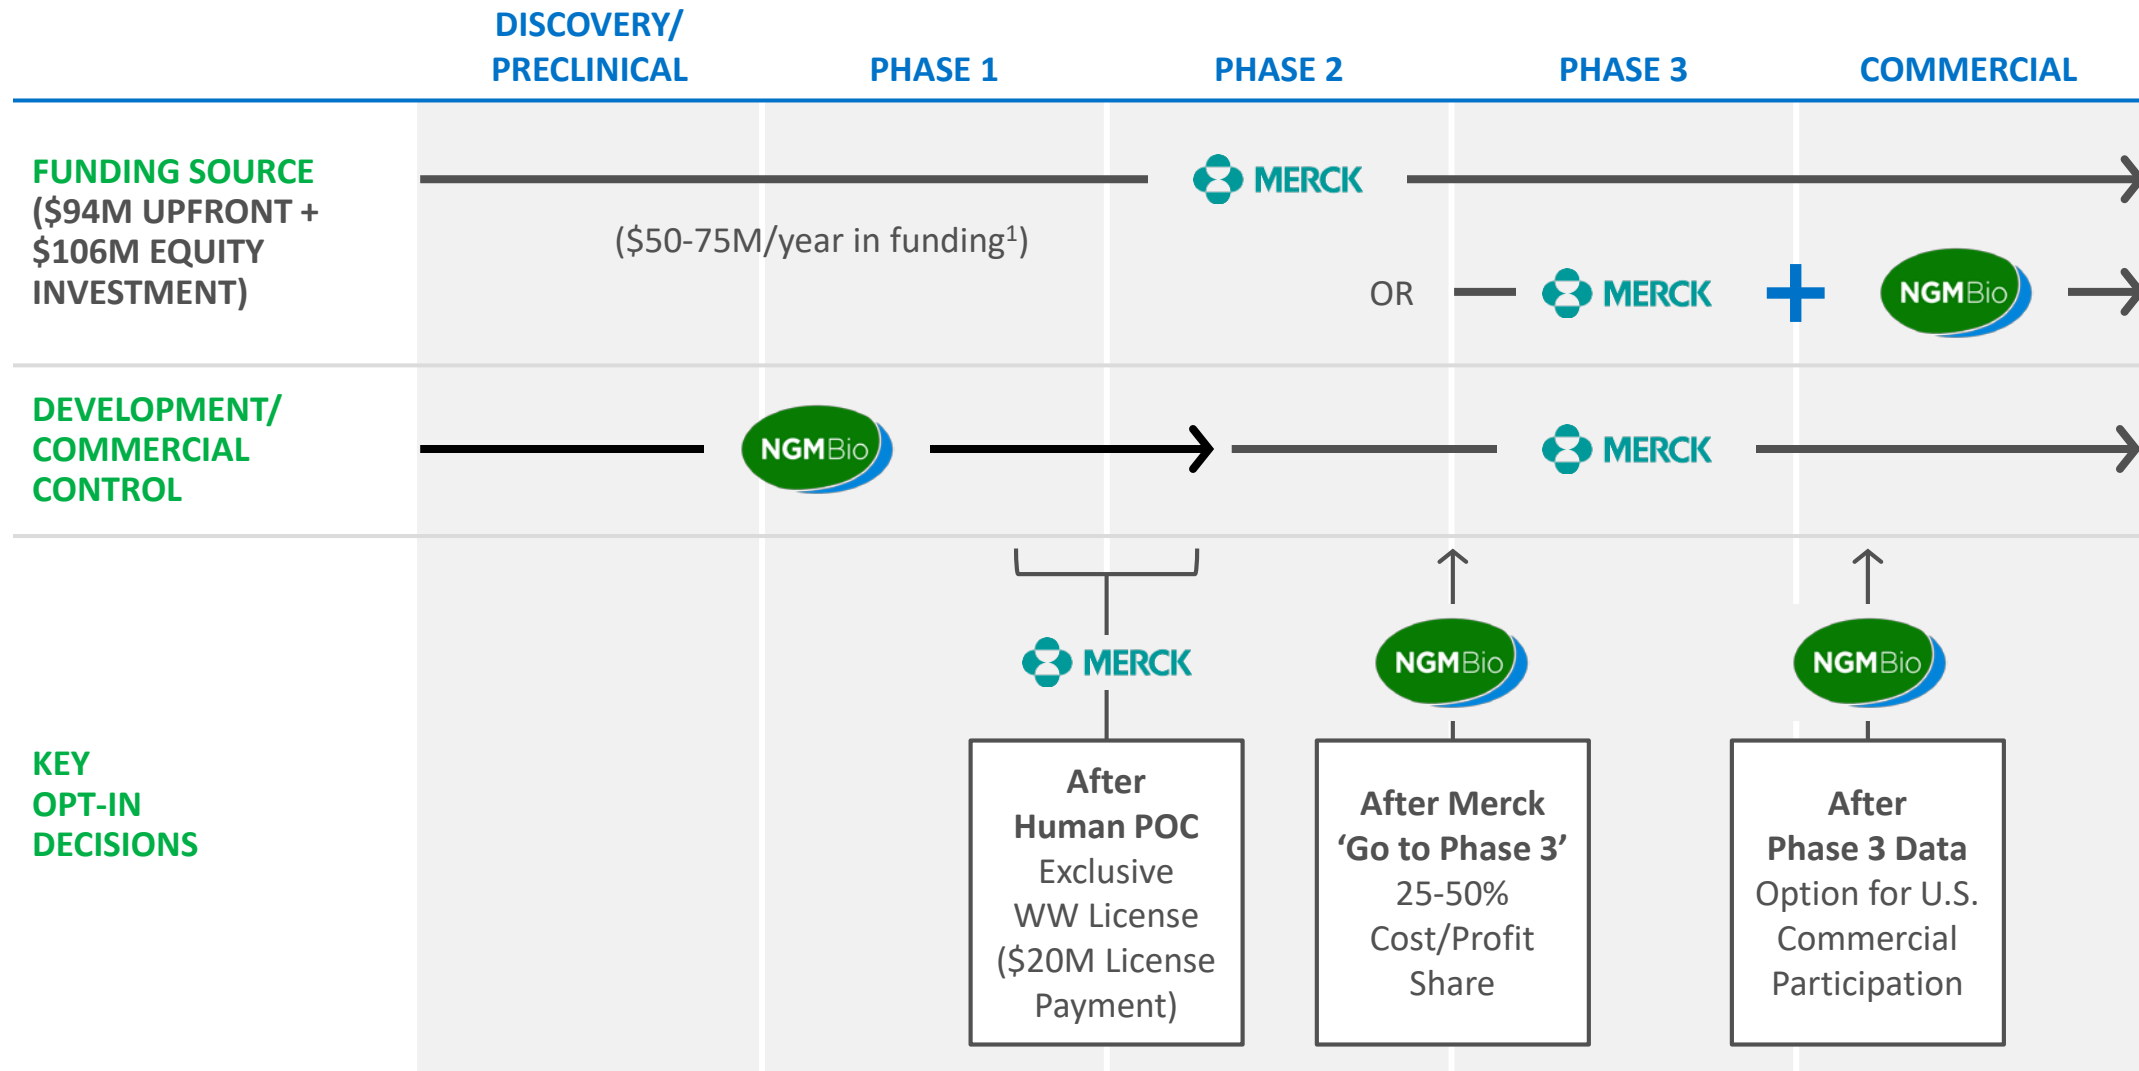 DISCOVERY/
PRECLINICAL
PHASE 1
PHASE 2
PHASE 3
COMMERCIAL
FUNDING SOURCE
($94M UPFRONT +
$106M EQUITY
INVESTMENT)
MERCK
($50-75M/year in funding¹)
OR
MERCK
+
NGMBio
DEVELOPMENT/
COMMERCIAL
CONTROL
NGMBio
MERCK
KEY
OPT-IN
DECISIONS
MERCK
After
Human POC
Exclusive
WW License
($20M License
Payment)
NGMBio
After Merck
‘Go to Phase 3’
25-50%
Cost/Profit
Share
NGMBio
After
Phase 3 Data
Option for U.S.
Commercial
Participation